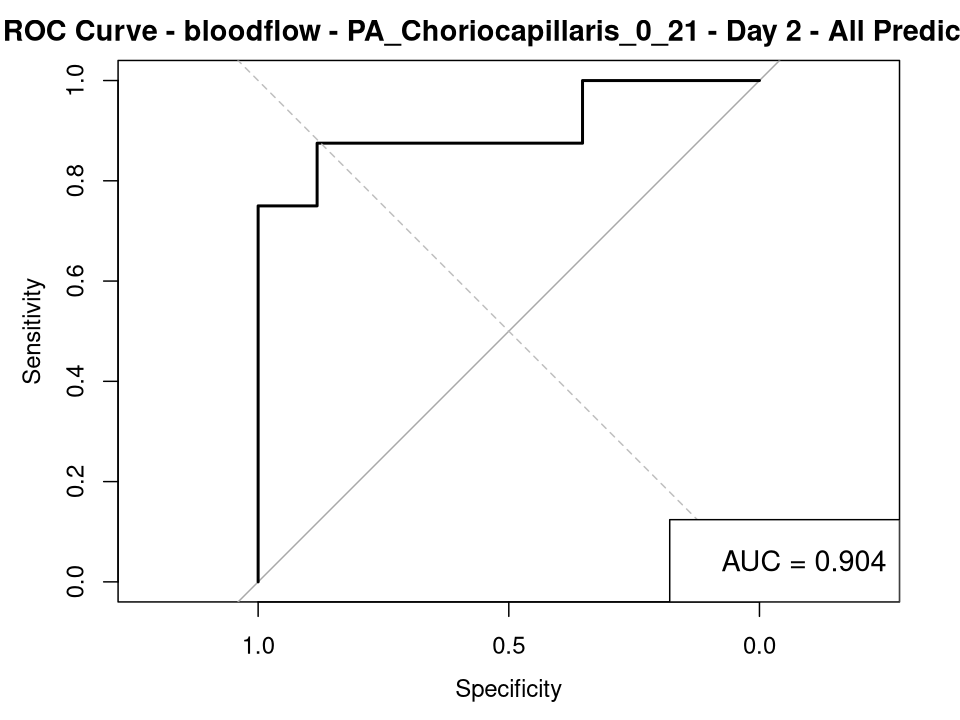 ROC Curve - bloodflow - PA_Choriocapillaris_0_21 - Day 2 - All Predic
1.0
0.8
0.6
0.4
0.2
0.0
Sensitivity
AUC = 0.904
1.0 0.5 0.0
Specificity